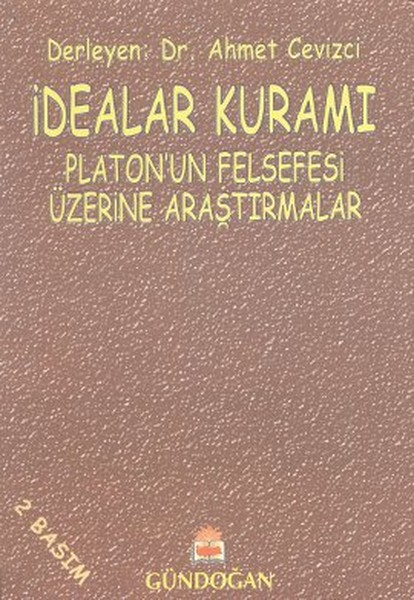 Derleyen: Dr. Ahmet Cevizci
İDEALAR KURAMI
PLATON'UN FELSEFESİ
ÜZERİNE ARAŞTIRMALAR
2 BASIM
GÜNDOĞAN